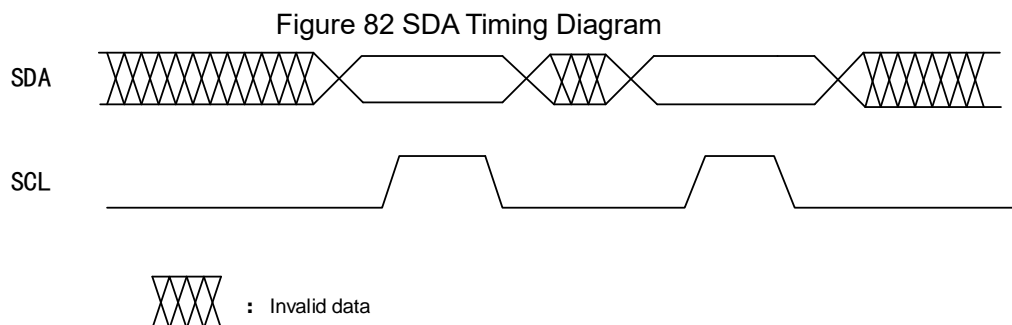 Figure 82 SDA Timing Diagram
SDA
SCL
: Invalid data